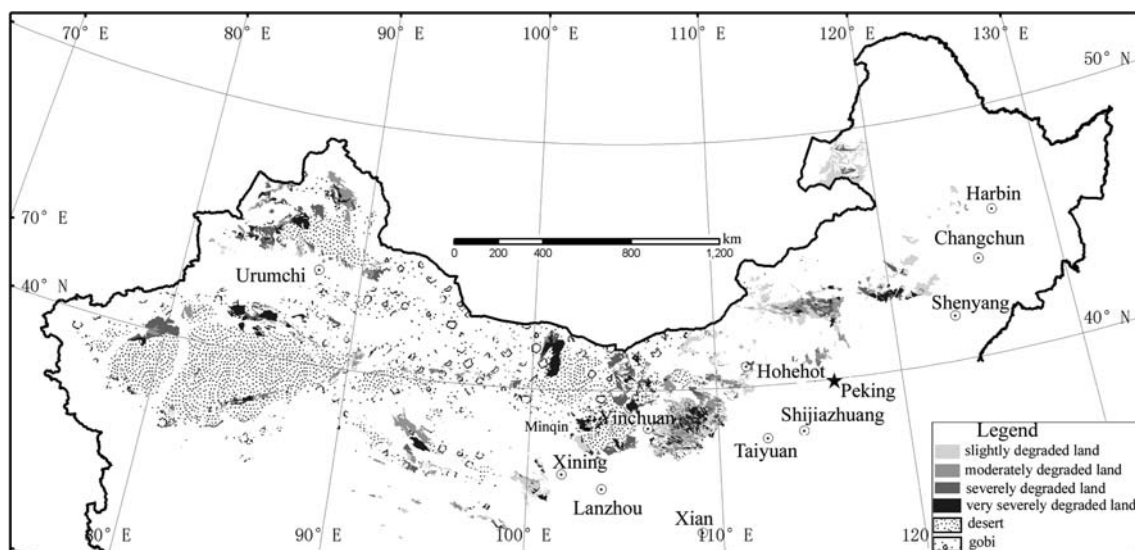 70° E
80° E
90° E
100° E
110° E
120° E
130° E
50° N
70° E
40° N
Harbin
Changchun
Shenyang
km
0 200 400 800 1,200
Urumchi
40° N
Hohehot
Peking
Shijiazhuang
Minqin
Yinchuan
Taiyuan
Xining
Lanzhou
Xian
80° E
90° E
100° E
110° E
120°
Legend
slightly degraded land
moderately degraded land
severely degraded land
very severely degraded land
desert
gobi